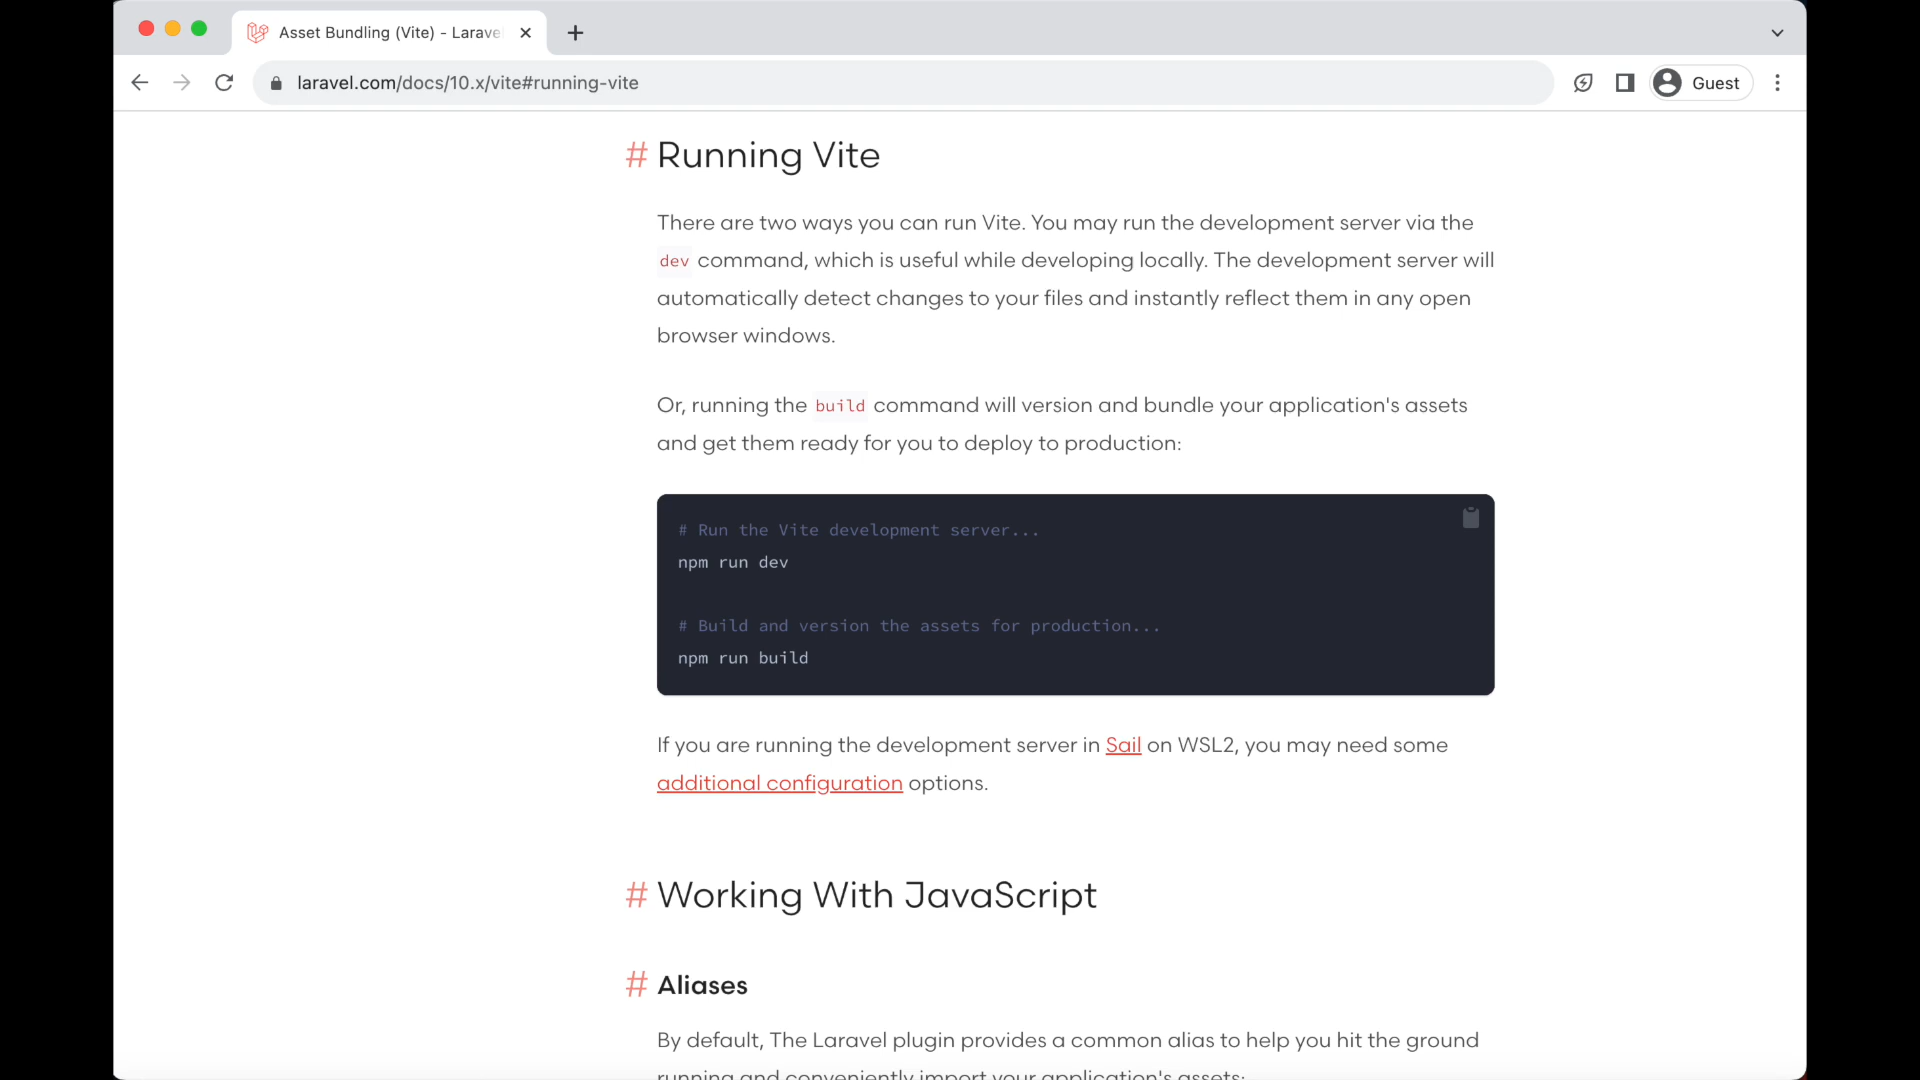 Asset Bundling (Vite) - Larave
laravel.com/docs/10.x/vite#running-vite
Guest
# Running Vite
There are two ways you can run Vite. You may run the development server via the
dev command, which is useful while developing locally. The development server will
automatically detect changes to your files and instantly reflect them in any open
browser windows.
Or, running the build command will version and bundle your application's assets
and get them ready for you to deploy to production:
# Run the Vite development server...
npm run dev
# Build and version the assets for production...
npm run build
If you are running the development server in Sail on WSL2, you may need some
additional configuration options.
# Working With JavaScript
# Aliases
By default, The Laravel plugin provides a common alias to help you hit the ground
running and conveniently import your application's assets: